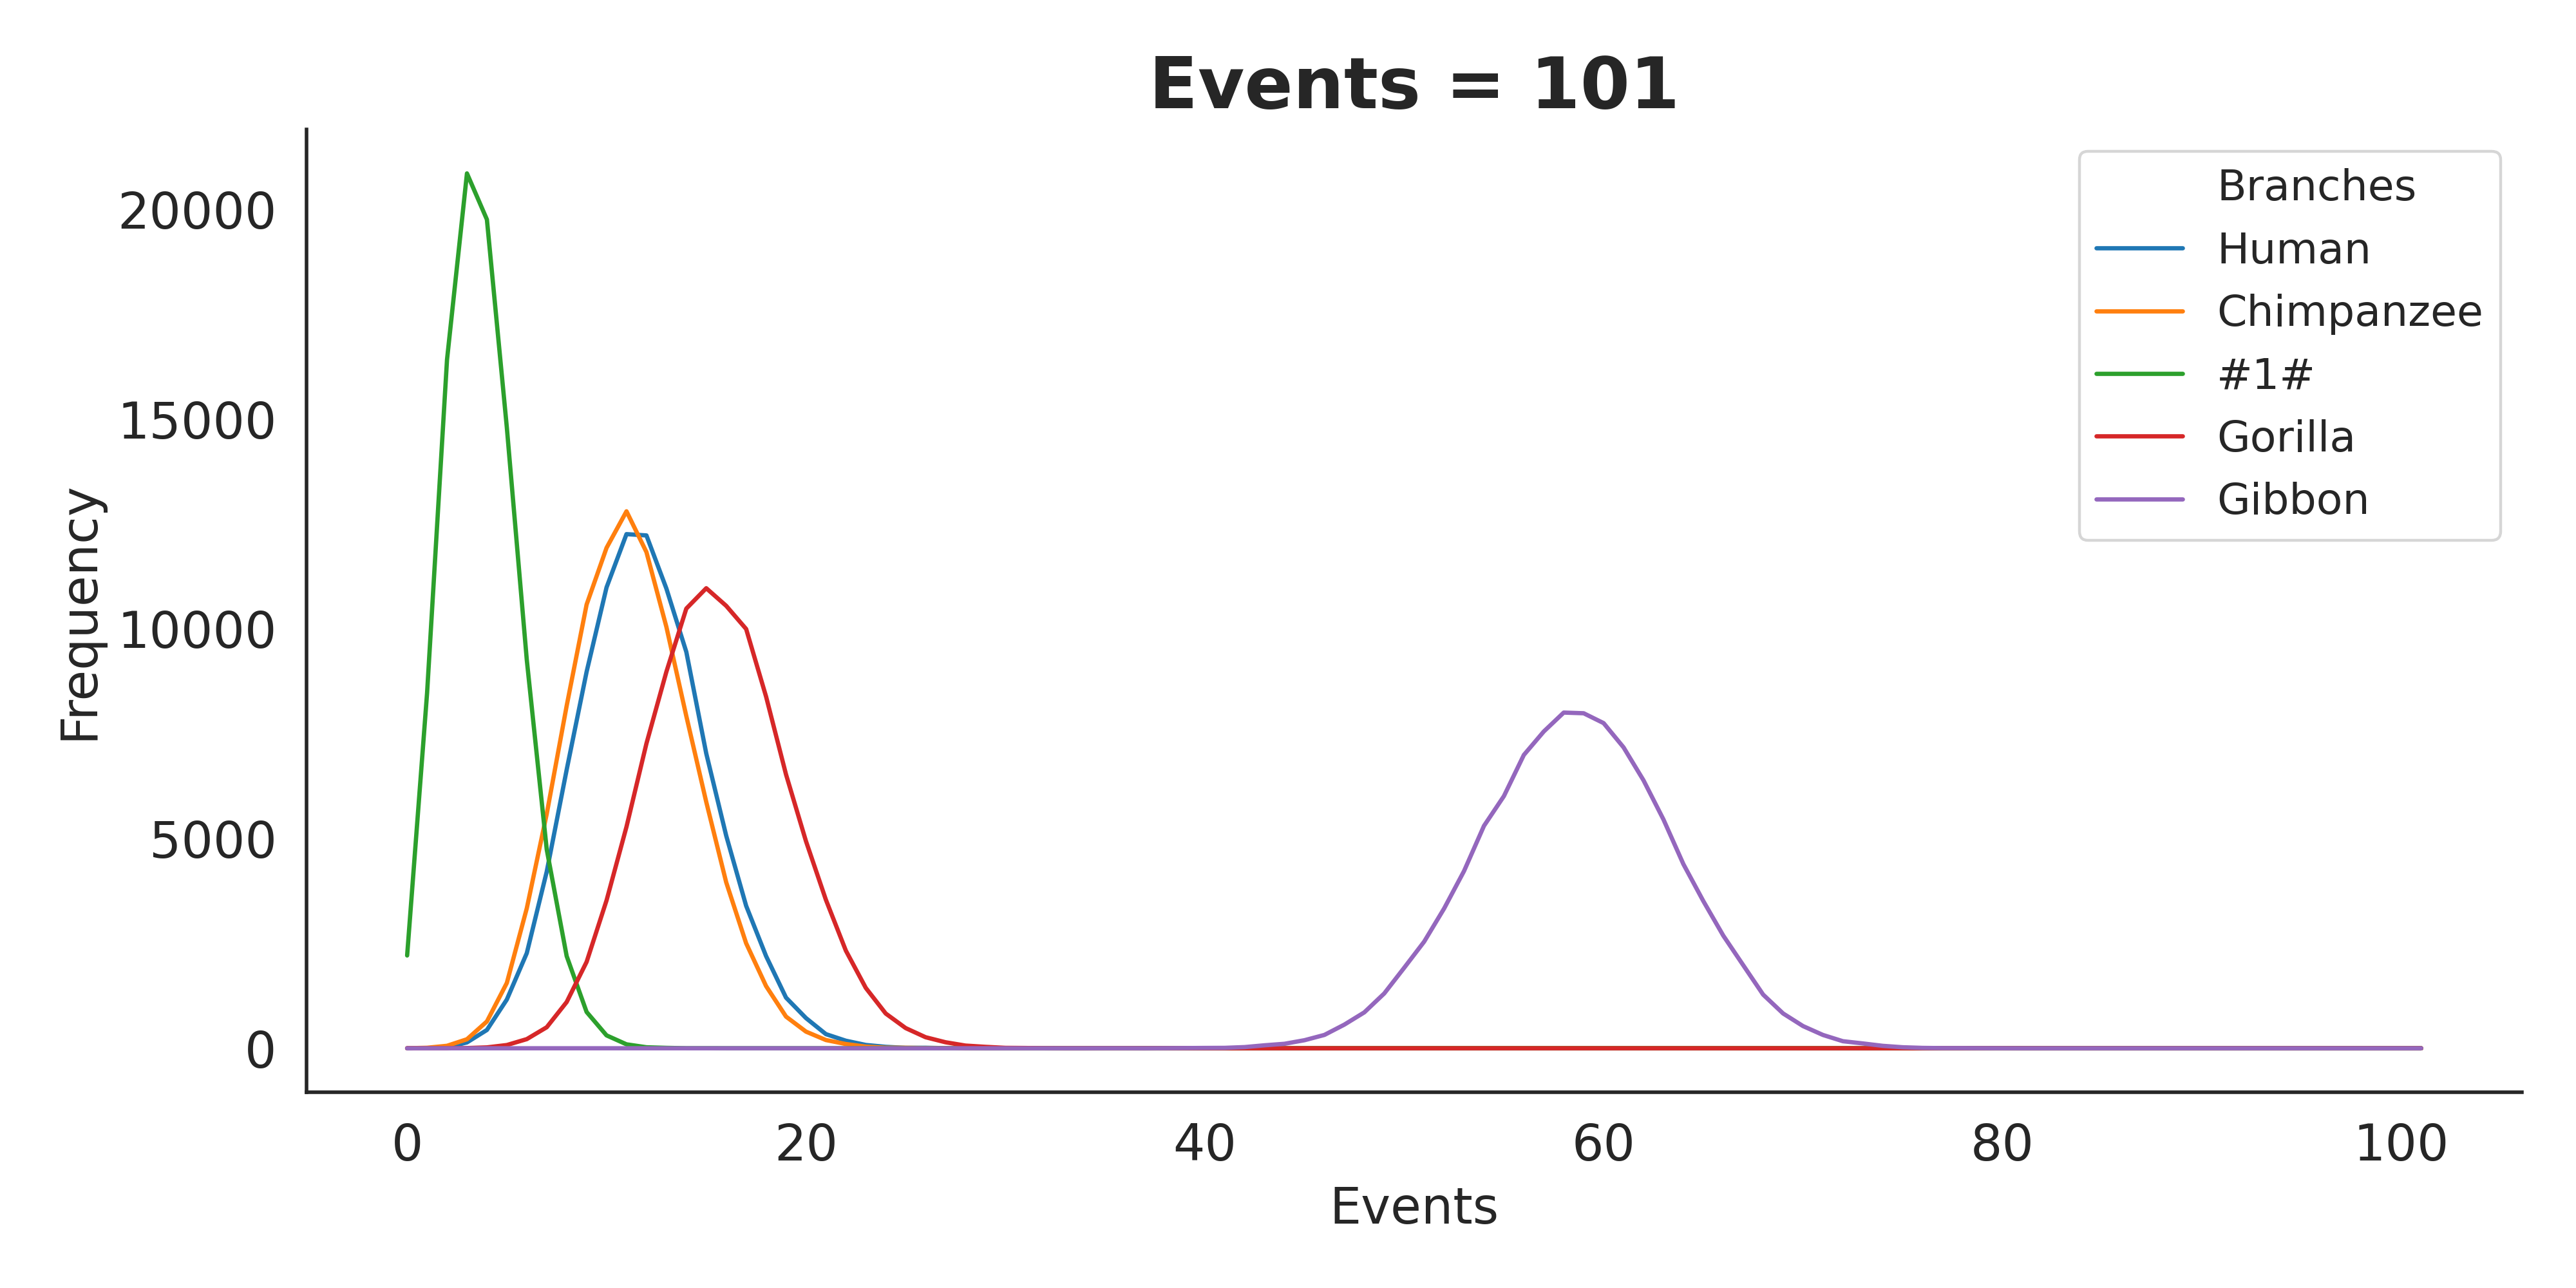 Events = 101
Frequency
20000
15000
10000
5000
0
0 20 40 60 80 100
Events
Branches
Human
Chimpanzee
#1#
Gorilla
Gibbon